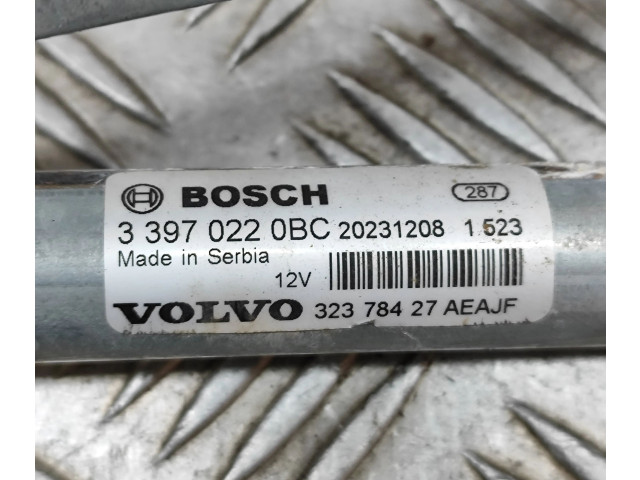 BOSCH 287
3 397 022 0BC 20231208 1 523
Made in Serbia
12V
VOLVO 323 784 27 AEAJF